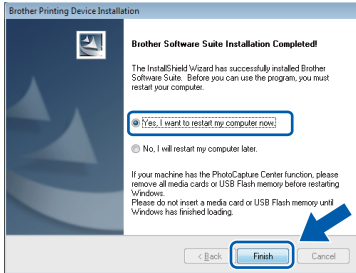 Brother Printing Device Installation
Brother Software Suite Installation Completed!
The InstallShield Wizard has successfully installed Brother
Software Suite. Before you can use the program, you must
restart your computer.
Yes, I want to restart my computer now.
No, I will restart my computer later.
If your machine has the PhotoCapture Center function, please
remove all media cards or USB Flash memory before restarting
Windows.
Please do not insert a media card or USB Flash memory until
Windows has finished loading.
< Back
Finish
Cancel